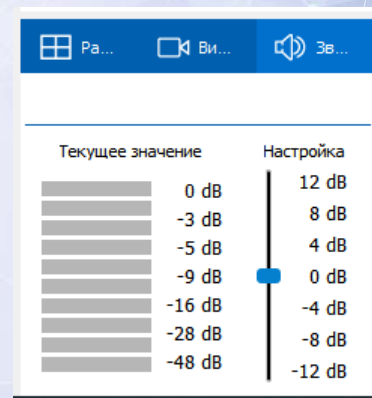 Ра... Ви... Зв...
Текущее значение Настройка
0 dB 12 dB
-3 dB 8 dB
-5 dB 4 dB
-9 dB 0 dB
-16 dB -4 dB
-28 dB -8 dB
-48 dB -12 dB